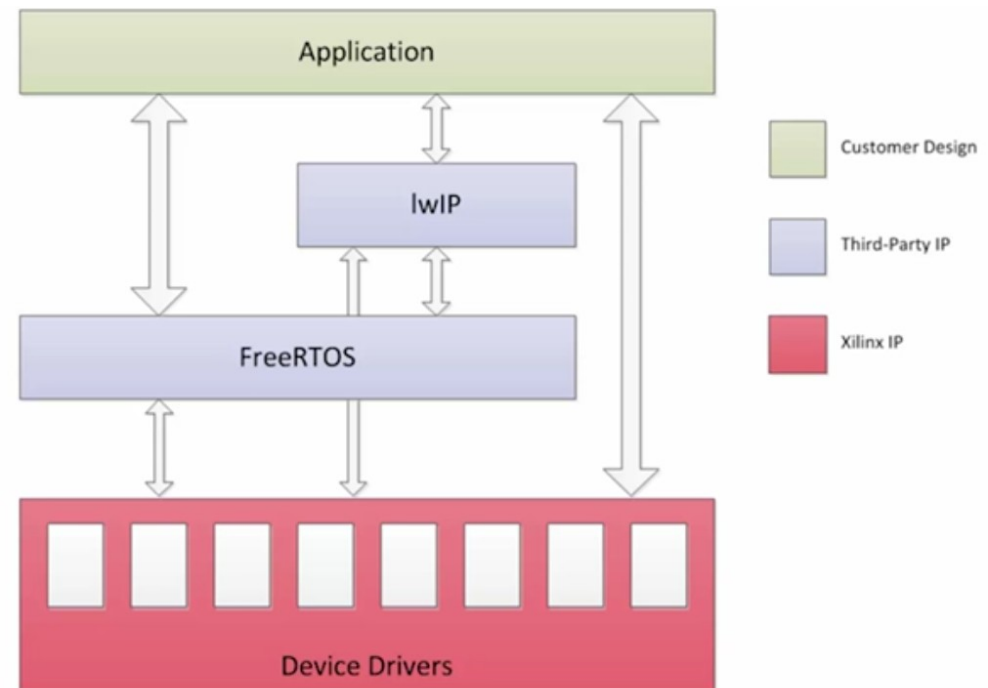 Application
lwIP
FreeRTOS
Device Drivers
Customer Design
Third-Party IP
Xilinx IP